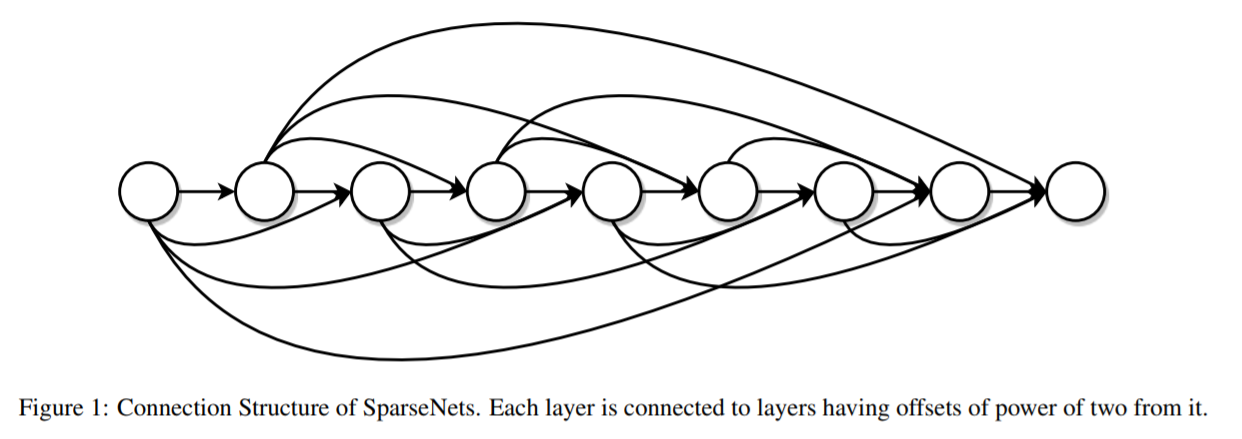 Figure 1: Connection Structure of SparseNets. Each layer is connected to layers having offsets of power of two from it.